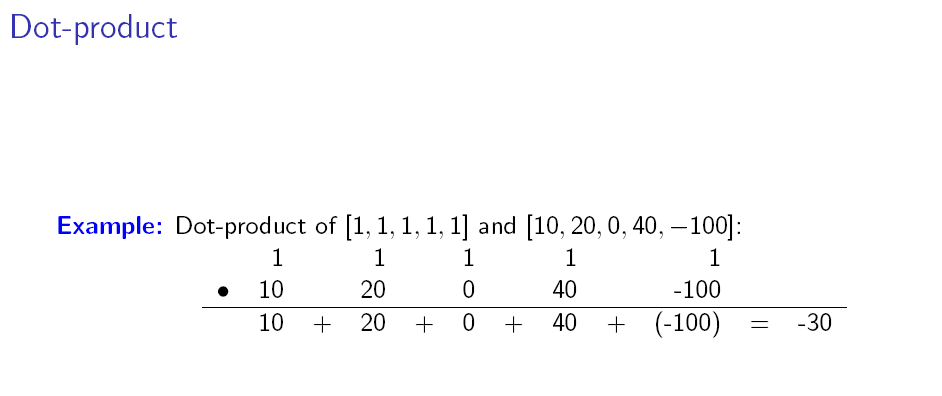 Dot-product
Example: Dot-product of [1, 1, 1, 1, 1] and [10, 20, 0, 40, −100]:
1 1 1 1 1
• 10 20 0 40 -100
10 + 20 + 0 + 40 + (-100) = -30